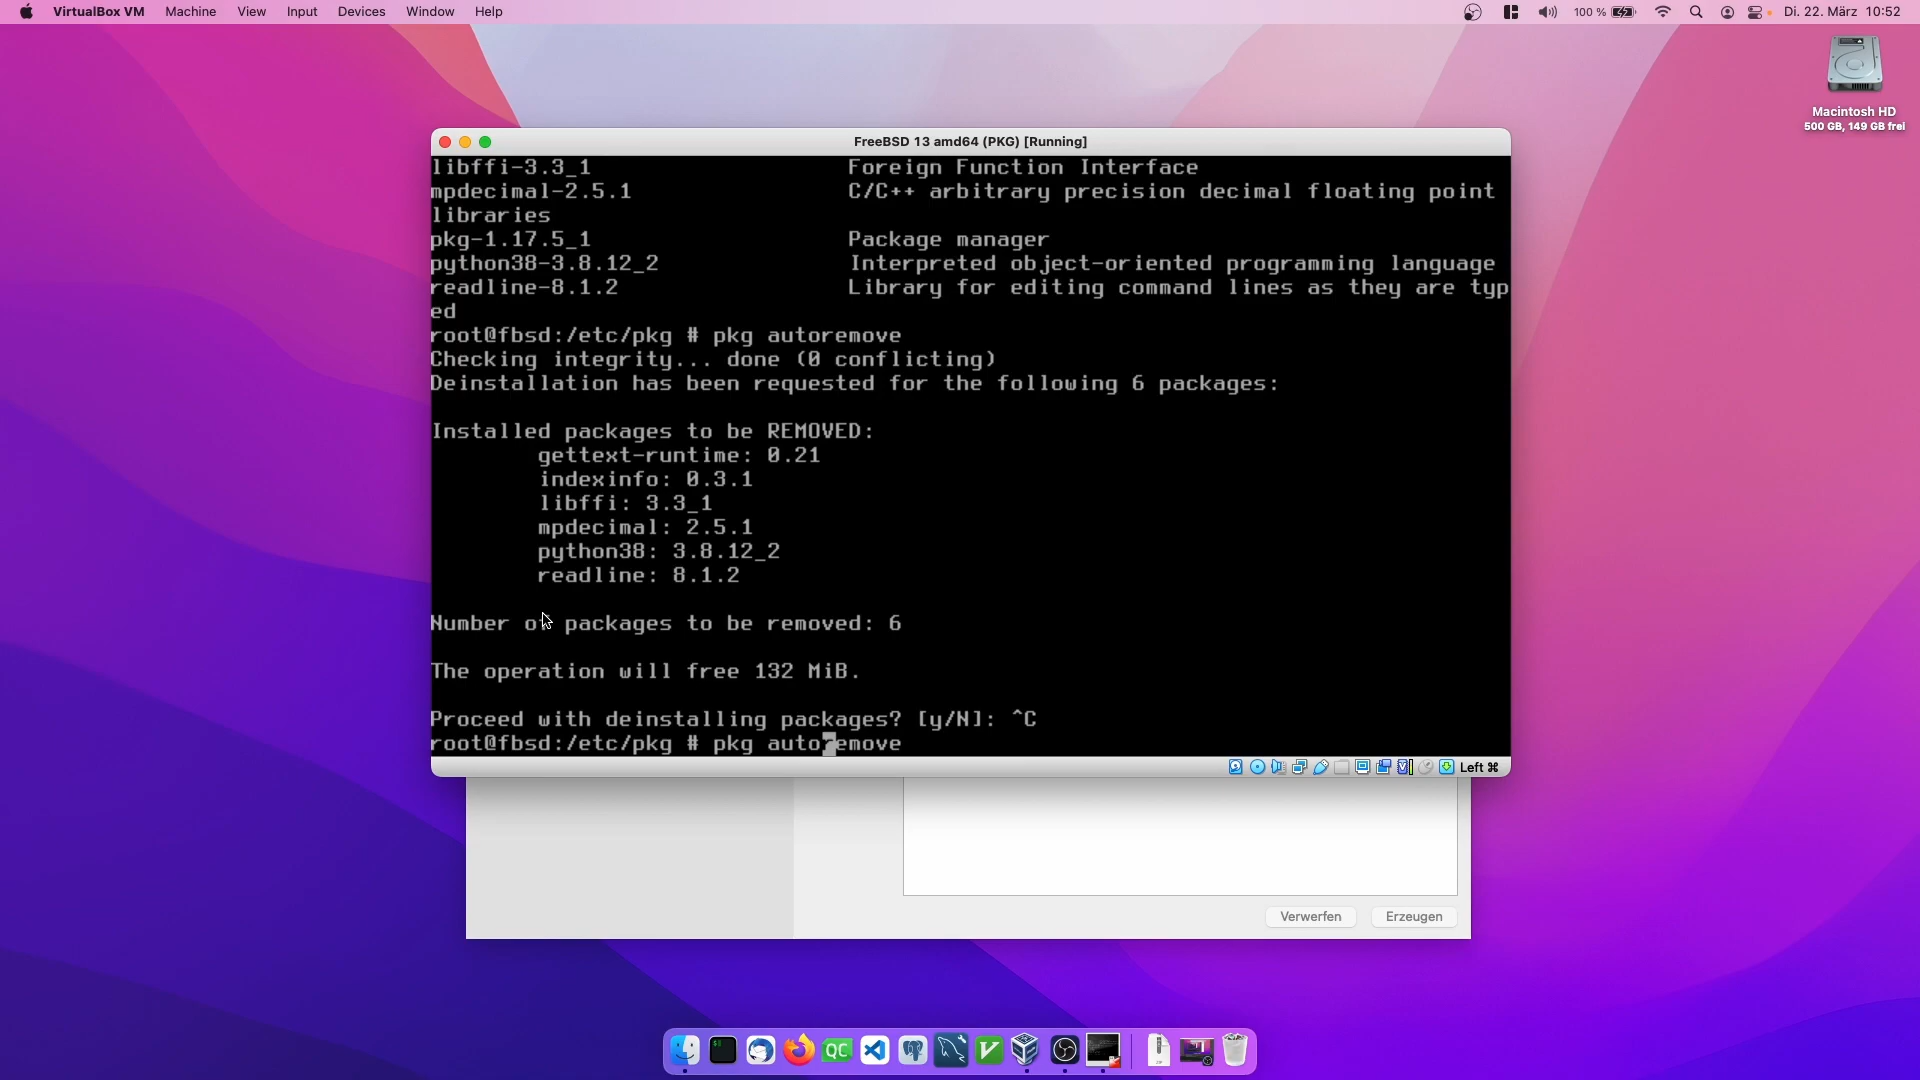 VirtualBox VM Machine View Input Devices Window Help
100 % Di. 22. März 10:52
Macintosh HD
500 GB, 149 GB frei
FreeBSD 13 amd64 (PKG) [Running]
libffi-3.3_1 Foreign Function Interface
mpdecimal-2.5.1 C/C++ arbitrary precision decimal floating point
libraries
pkg-1.17.5_1 Package manager
python38-3.8.12_2 Interpreted object-oriented programming language
readline-8.1.2 Library for editing command lines as they are typ
ed
root@fbsd:/etc/pkg # pkg autoremove
Checking integrity... done (0 conflicting)
Deinstallation has been requested for the following 6 packages:
Installed packages to be REMOVED:
gettext-runtime: 0.21
indexinfo: 0.3.1
libffi: 3.3_1
mpdecimal: 2.5.1
python38: 3.8.12_2
readline: 8.1.2
Number of packages to be removed: 6
The operation will free 132 MiB.
Proceed with deinstalling packages? [y/N]: ^C
root@fbsd:/etc/pkg # pkg autoremove
Left ⌘
Verwerfen Erzeugen
QC